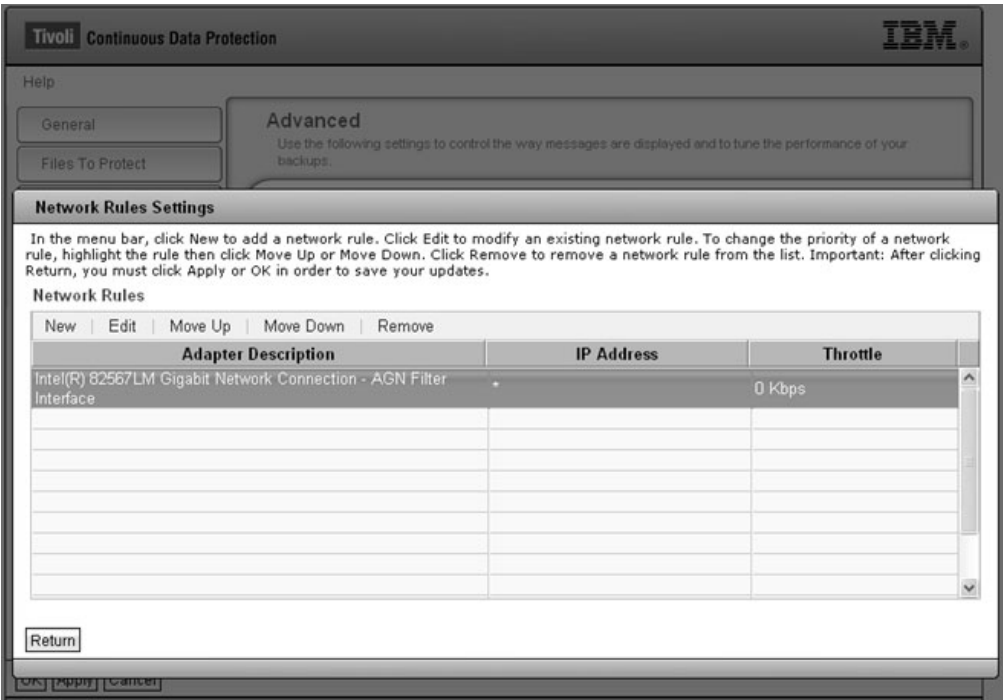 Tivoli Continuous Data Protection
IBM®
Help
General
Files To Protect
Advanced
Use the following settings to control the way messages are displayed and to tune the performance of your
backups.
Network Rules Settings
In the menu bar, click New to add a network rule. Click Edit to modify an existing network rule. To change the priority of a network
rule, highlight the rule then click Move Up or Move Down. Click Remove to remove a network rule from the list. Important: After clicking
Return, you must click Apply or OK in order to save your updates.
Network Rules
New | Edit | Move Up | Move Down | Remove
Adapter Description IP Address Throttle
Intel(R) 82567LM Gigabit Network Connection - AGN Filter
Interface
* 0 Kbps
Return
OK Apply Cancel